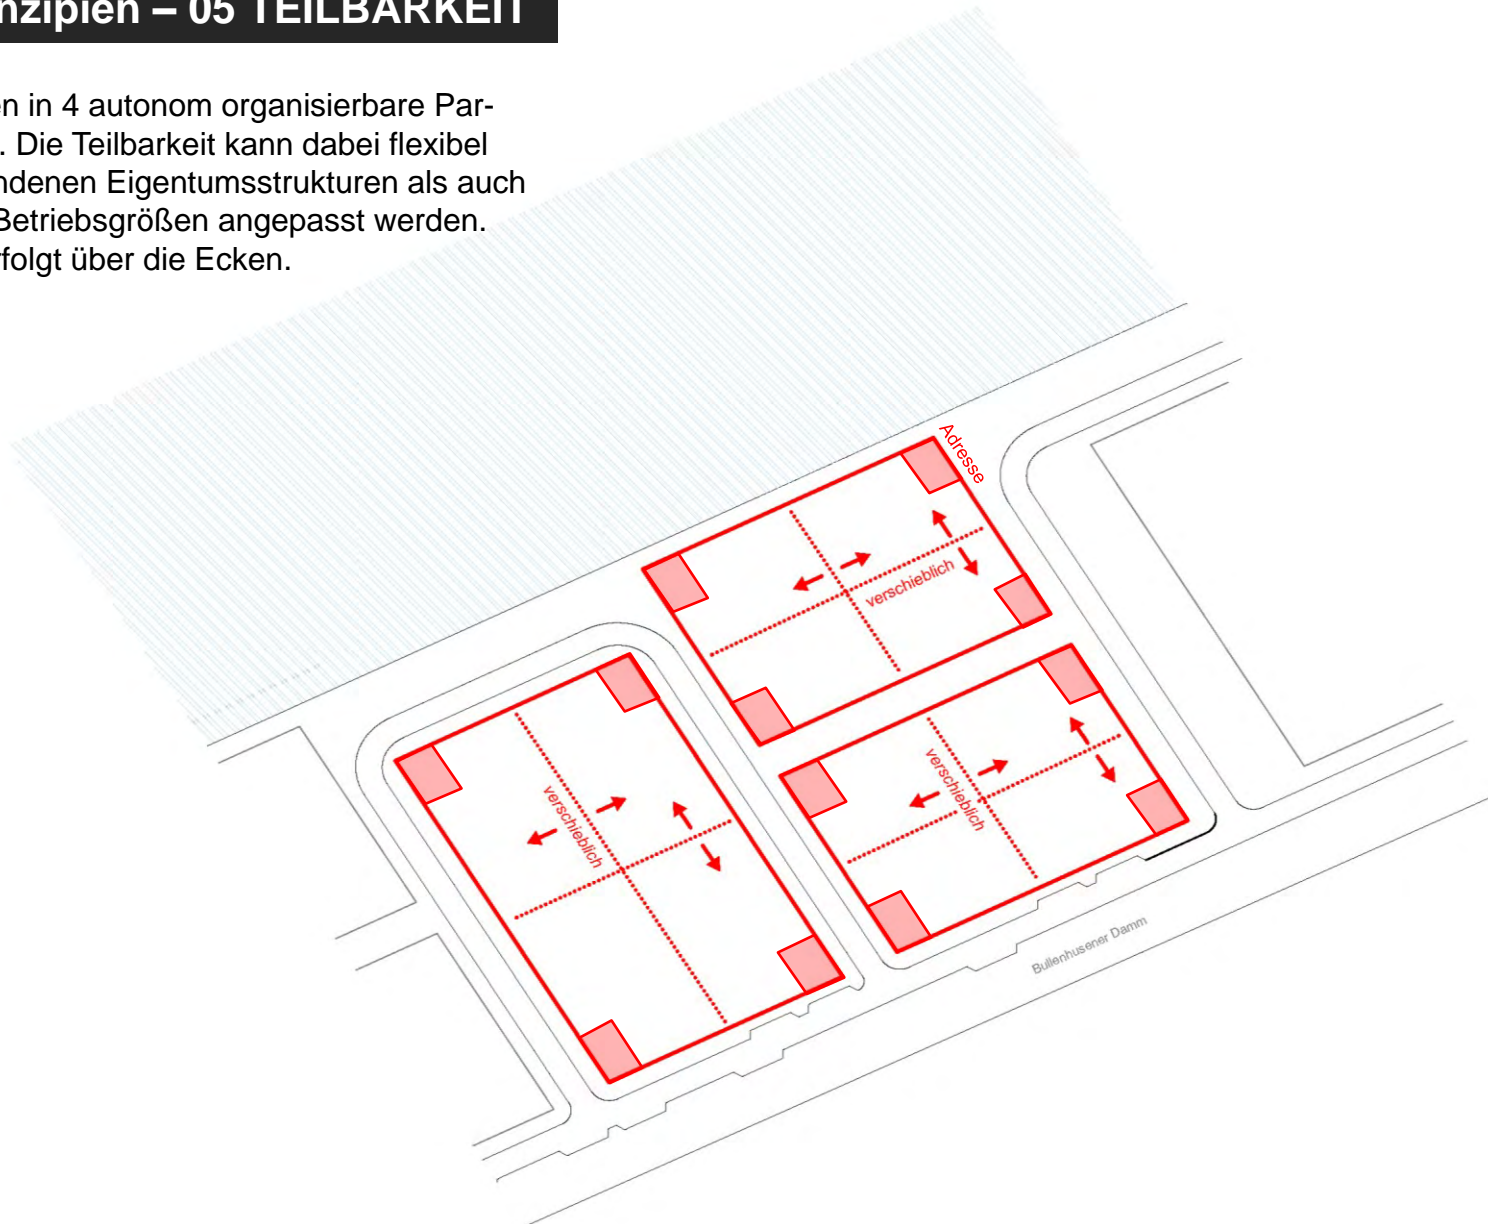 nzipien – 05 TEILBARKEIT
en in 4 autonom organisierbare Par-
. Die Teilbarkeit kann dabei flexibel
ndenen Eigentumsstrukturen als auch
Betriebsgrößen angepasst werden.
rfolgt über die Ecken.
Adresse
verschieblich
verschieblich
verschieblich
Bullenhusener Damm